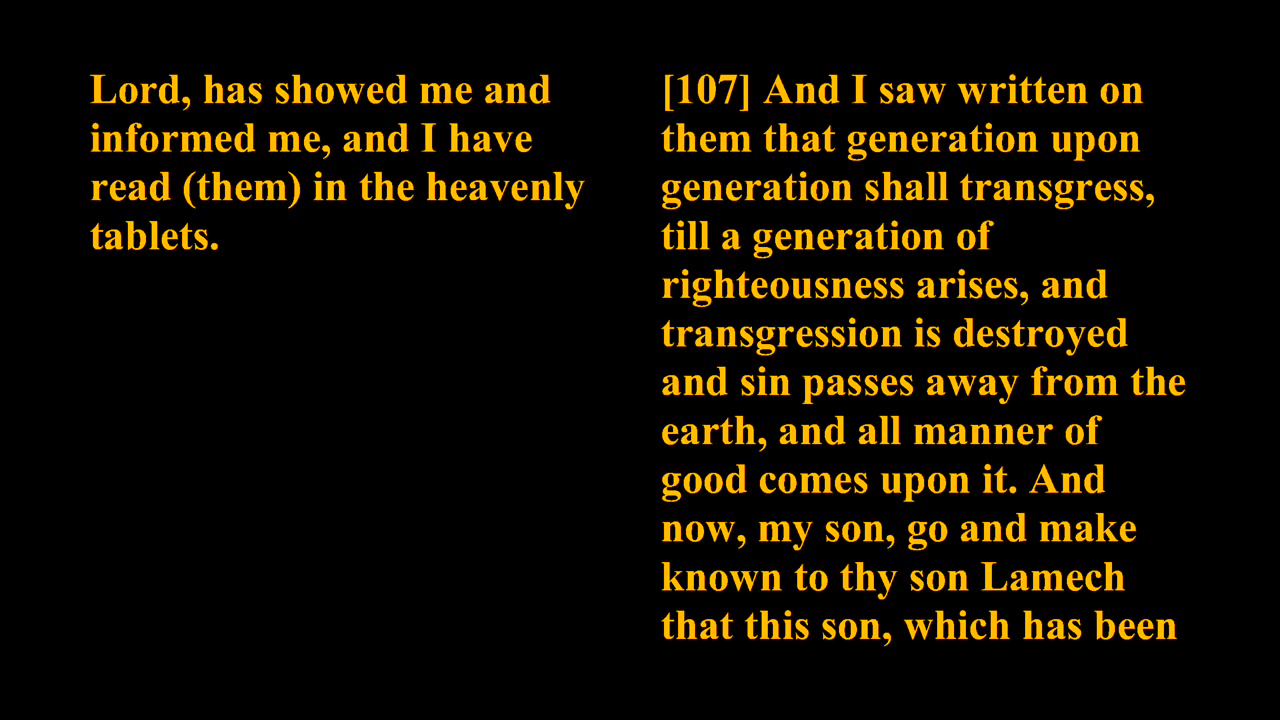 Lord, has showed me and
informed me, and I have
read (them) in the heavenly
tablets.
[107] And I saw written on
them that generation upon
generation shall transgress,
till a generation of
righteousness arises, and
transgression is destroyed
and sin passes away from the
earth, and all manner of
good comes upon it. And
now, my son, go and make
known to thy son Lamech
that this son, which has been